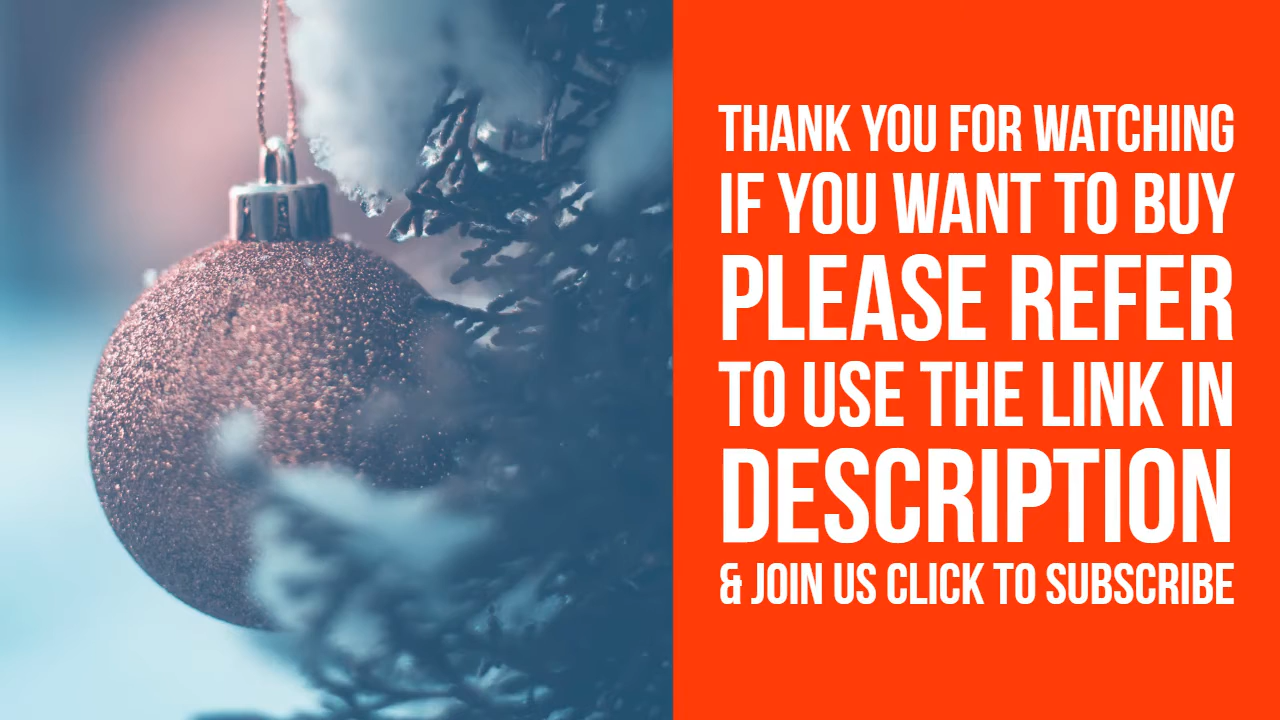 THANK YOU FOR WATCHING
IF YOU WANT TO BUY
PLEASE REFER
TO USE THE LINK IN
DESCRIPTION
& JOIN US CLICK TO SUBSCRIBE